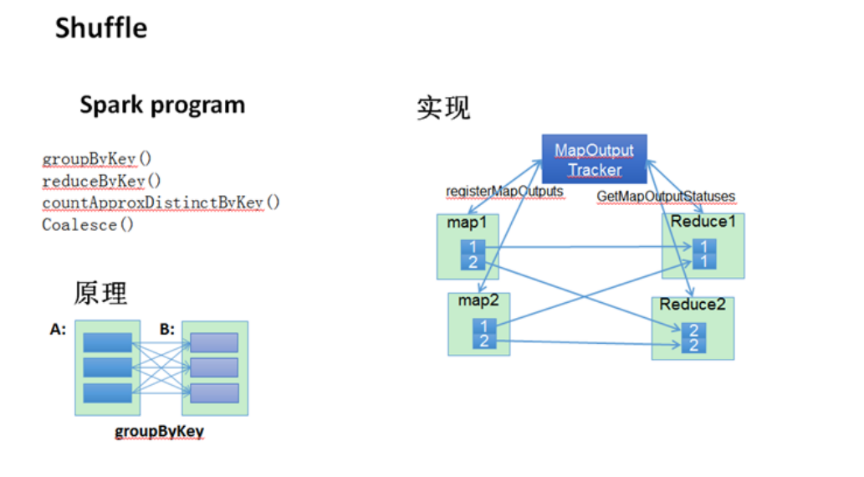 Shuffle
Spark program
groupByKey()
reduceByKey()
countApproxDistinctByKey()
Coalesce()
原理
A:
B:
groupByKey
实现
MapOutput
Tracker
registerMapOutputs
GetMapOutputStatuses
map1
1
2
Reduce1
1
1
map2
1
2
Reduce2
2
2